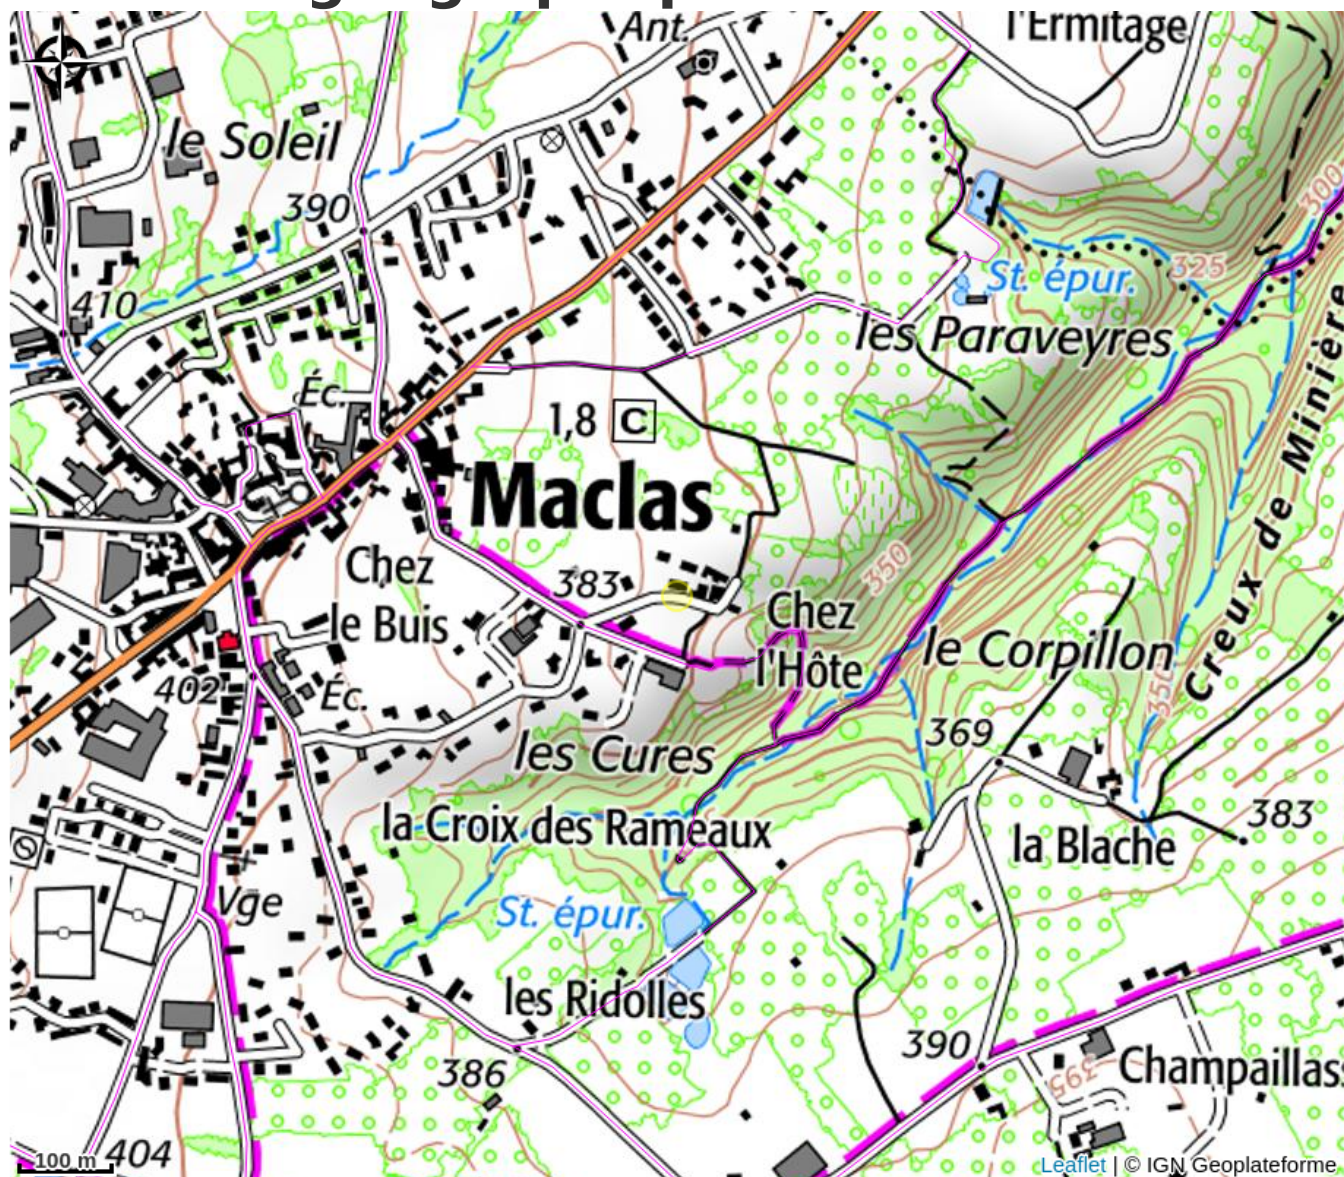 Ant.
l'Ermitage
le Soleil
390
300
325
St. épur.
410
les Paraveyres
Éc.
1,8 C
Maclas
Creux de Minière
350
Chez
le Buis
383
Chez
l'Hôte
le Corpillon
350
402
Éc.
369
les Cures
la Croix des Rameaux
383
la Blache
Vge
St. épur.
les Ridolles
390
386
395
Champaillas
404
100 m
Leaflet | © IGN Geoplateforme